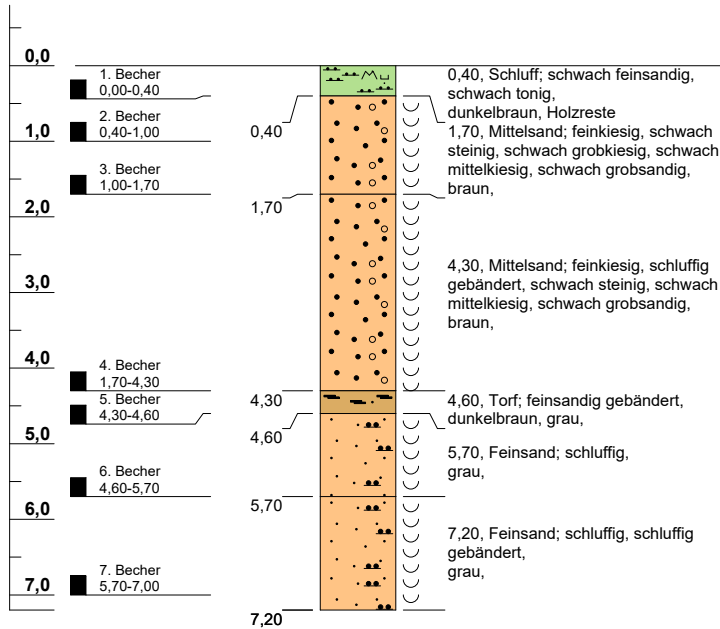 0,0
1. Becher
0,00-0,40
0,40, Schluff; schwach feinsandig,
schwach tonig,
dunkelbraun, Holzreste
2. Becher
0,40-1,00
0,40
1,0
1,70, Mittelsand; feinkiesig, schwach
steinig, schwach grobkiesig, schwach
mittelkiesig, schwach grobsandig,
braun,
3. Becher
1,00-1,70
1,70
2,0
3,0
4,30, Mittelsand; feinkiesig, schluffig
gebändert, schwach steinig, schwach
mittelkiesig, schwach grobsandig,
braun,
4,0
4. Becher
1,70-4,30
5. Becher
4,30-4,60
4,30
4,60, Torf; feinsandig gebändert,
dunkelbraun, grau,
4,60
5,0
5,70, Feinsand; schluffig,
grau,
6. Becher
4,60-5,70
5,70
6,0
7,20, Feinsand; schluffig, schluffig
gebändert,
grau,
7. Becher
5,70-7,00
7,0
7,20